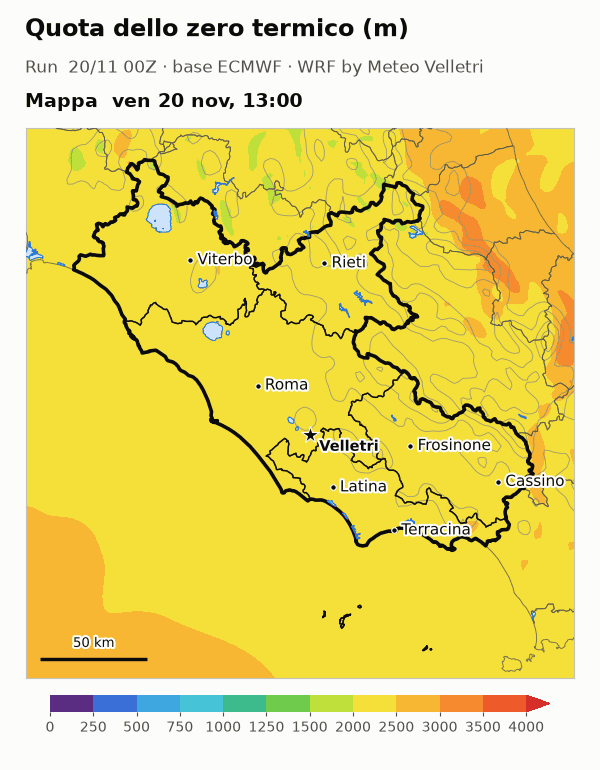 Quota dello zero termico (m)
Run 20/11 00Z · base ECMWF · WRF by Meteo Velletri
Mappa ven 20 nov, 13:00
Viterbo
Rieti
Roma
Velletri
Frosinone
Latina
Cassino
Terracina
50 km
0 250 500 750 1000 1250 1500 2000 2500 3000 3500 4000